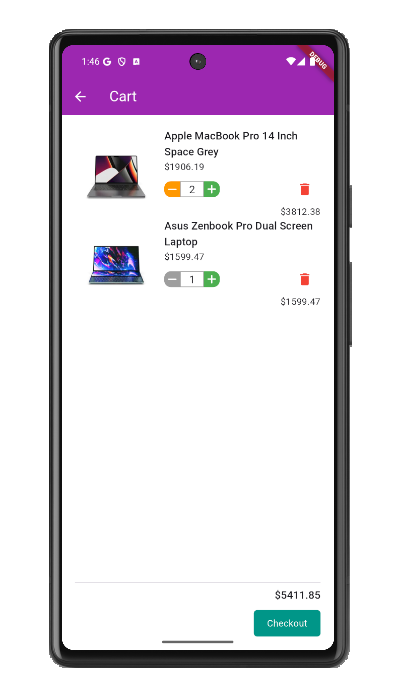 1:46
DEBUG
Cart
Apple MacBook Pro 14 Inch
Space Grey
$1906.19
2
$3812.38
Asus Zenbook Pro Dual Screen
Laptop
$1599.47
1
$1599.47
$5411.85
Checkout